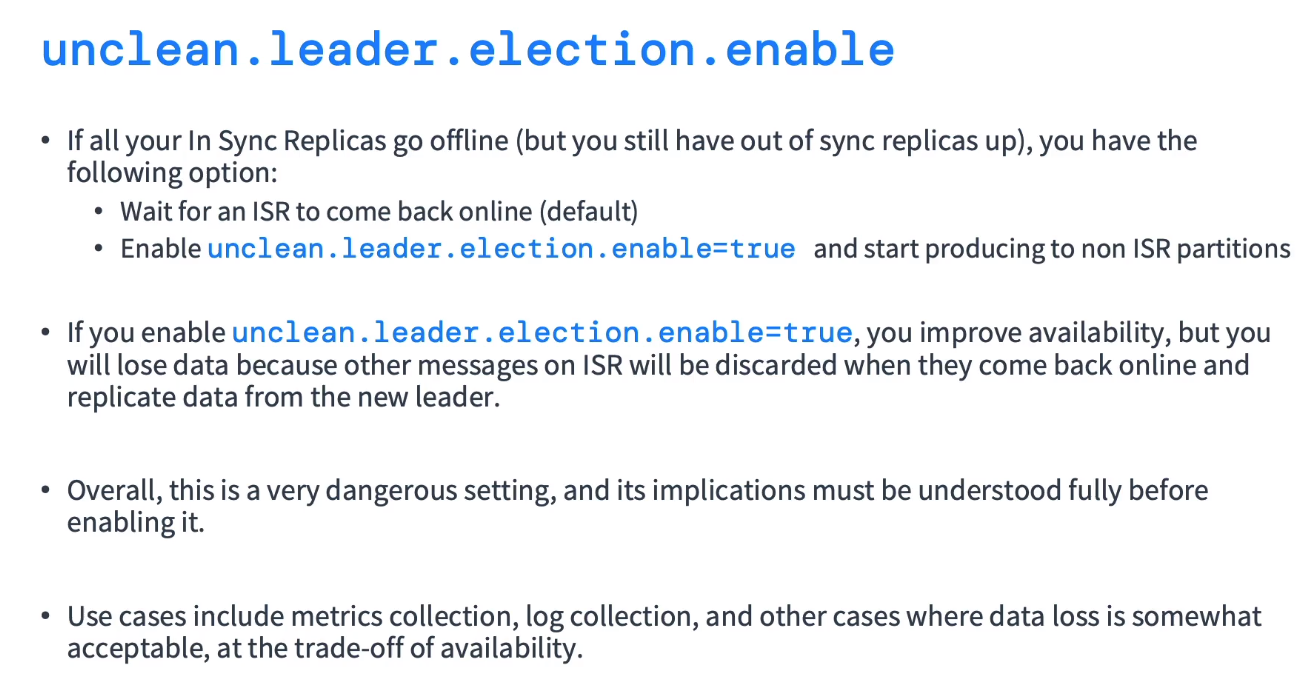 unclean.leader.election.enable
• If all your In Sync Replicas go offline (but you still have out of sync replicas up), you have the
following option:
• Wait for an ISR to come back online (default)
• Enable unclean.leader.election.enable=true and start producing to non ISR partitions
• If you enable unclean.leader.election.enable=true, you improve availability, but you
will lose data because other messages on ISR will be discarded when they come back online and
replicate data from the new leader.
• Overall, this is a very dangerous setting, and its implications must be understood fully before
enabling it.
• Use cases include metrics collection, log collection, and other cases where data loss is somewhat
acceptable, at the trade-off of availability.